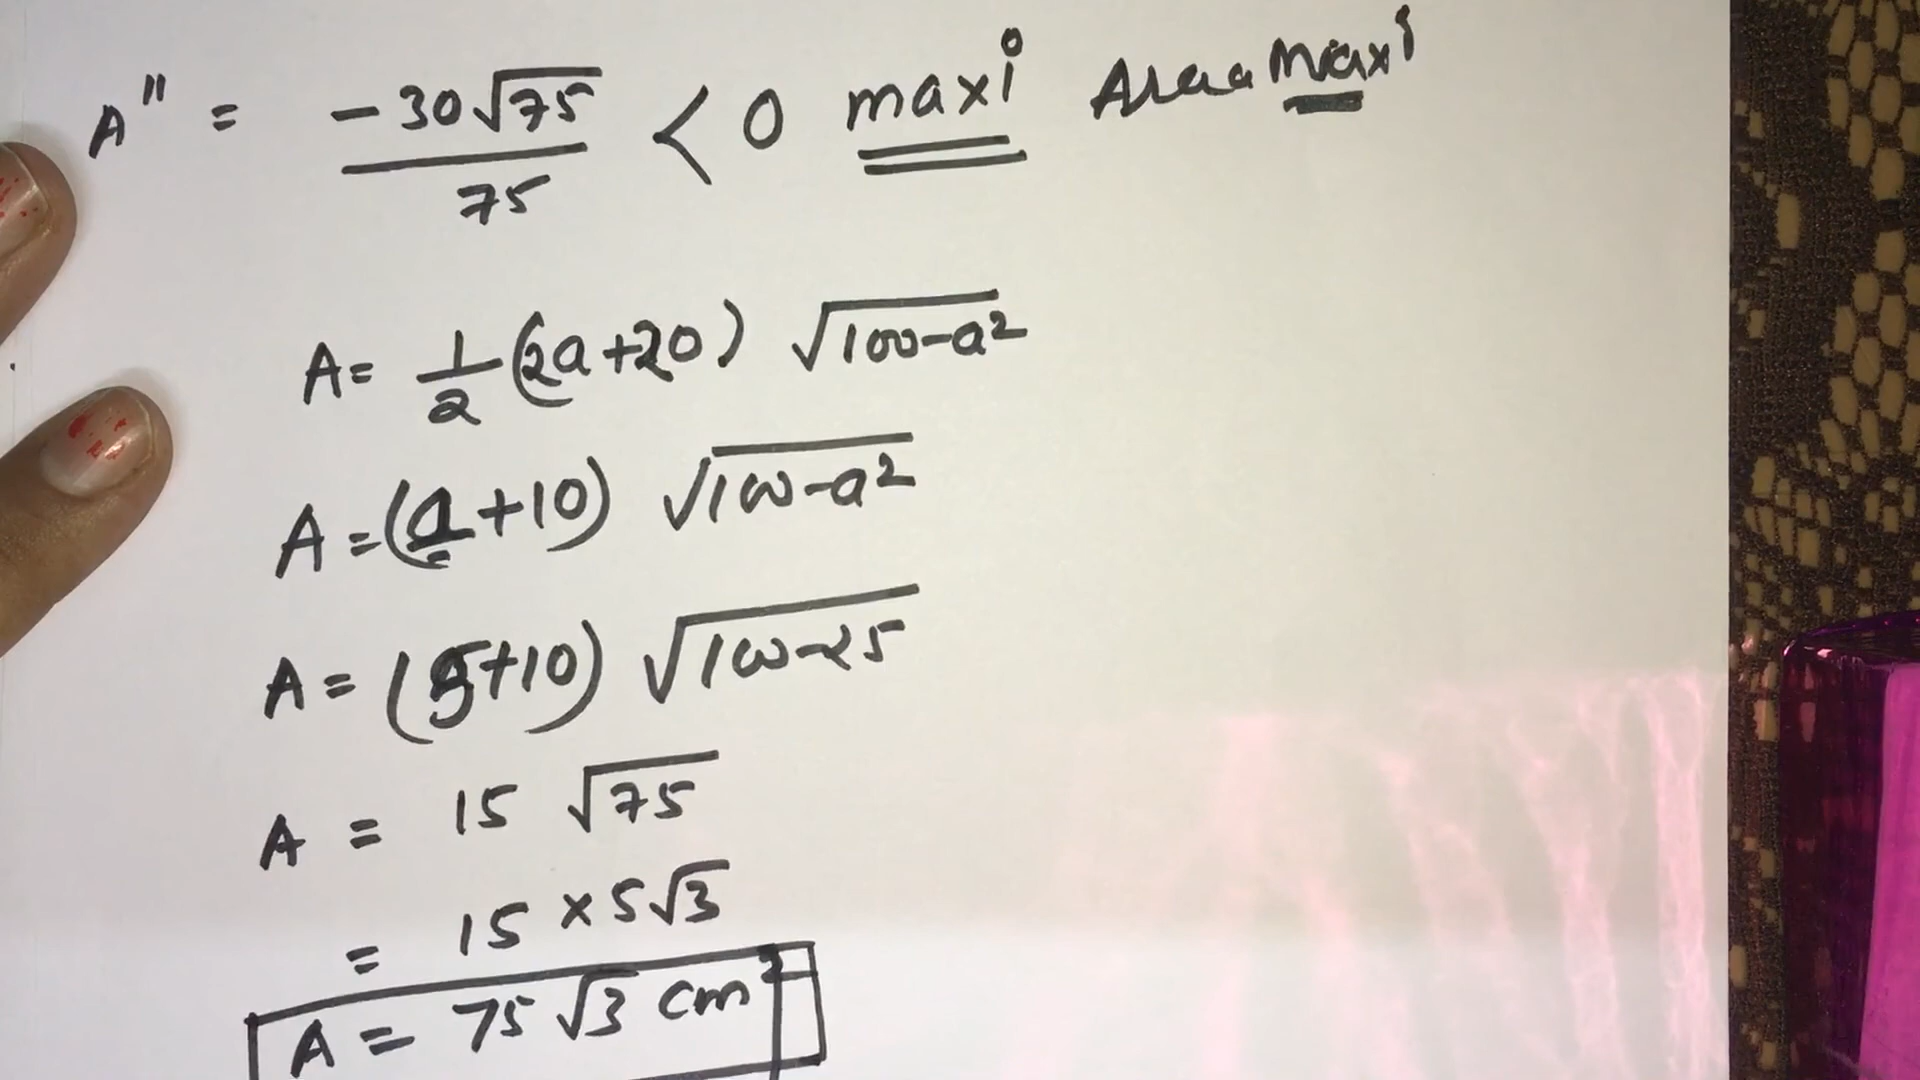 A'' = -30√75 / 75 < 0 maxi Area maxi
A = 1/2 (2a+20) √100-a²
A = (a+10) √100-a²
A = (5+10) √100-25
A = 15 √75
= 15 × 5√3
A = 75√3 cm²